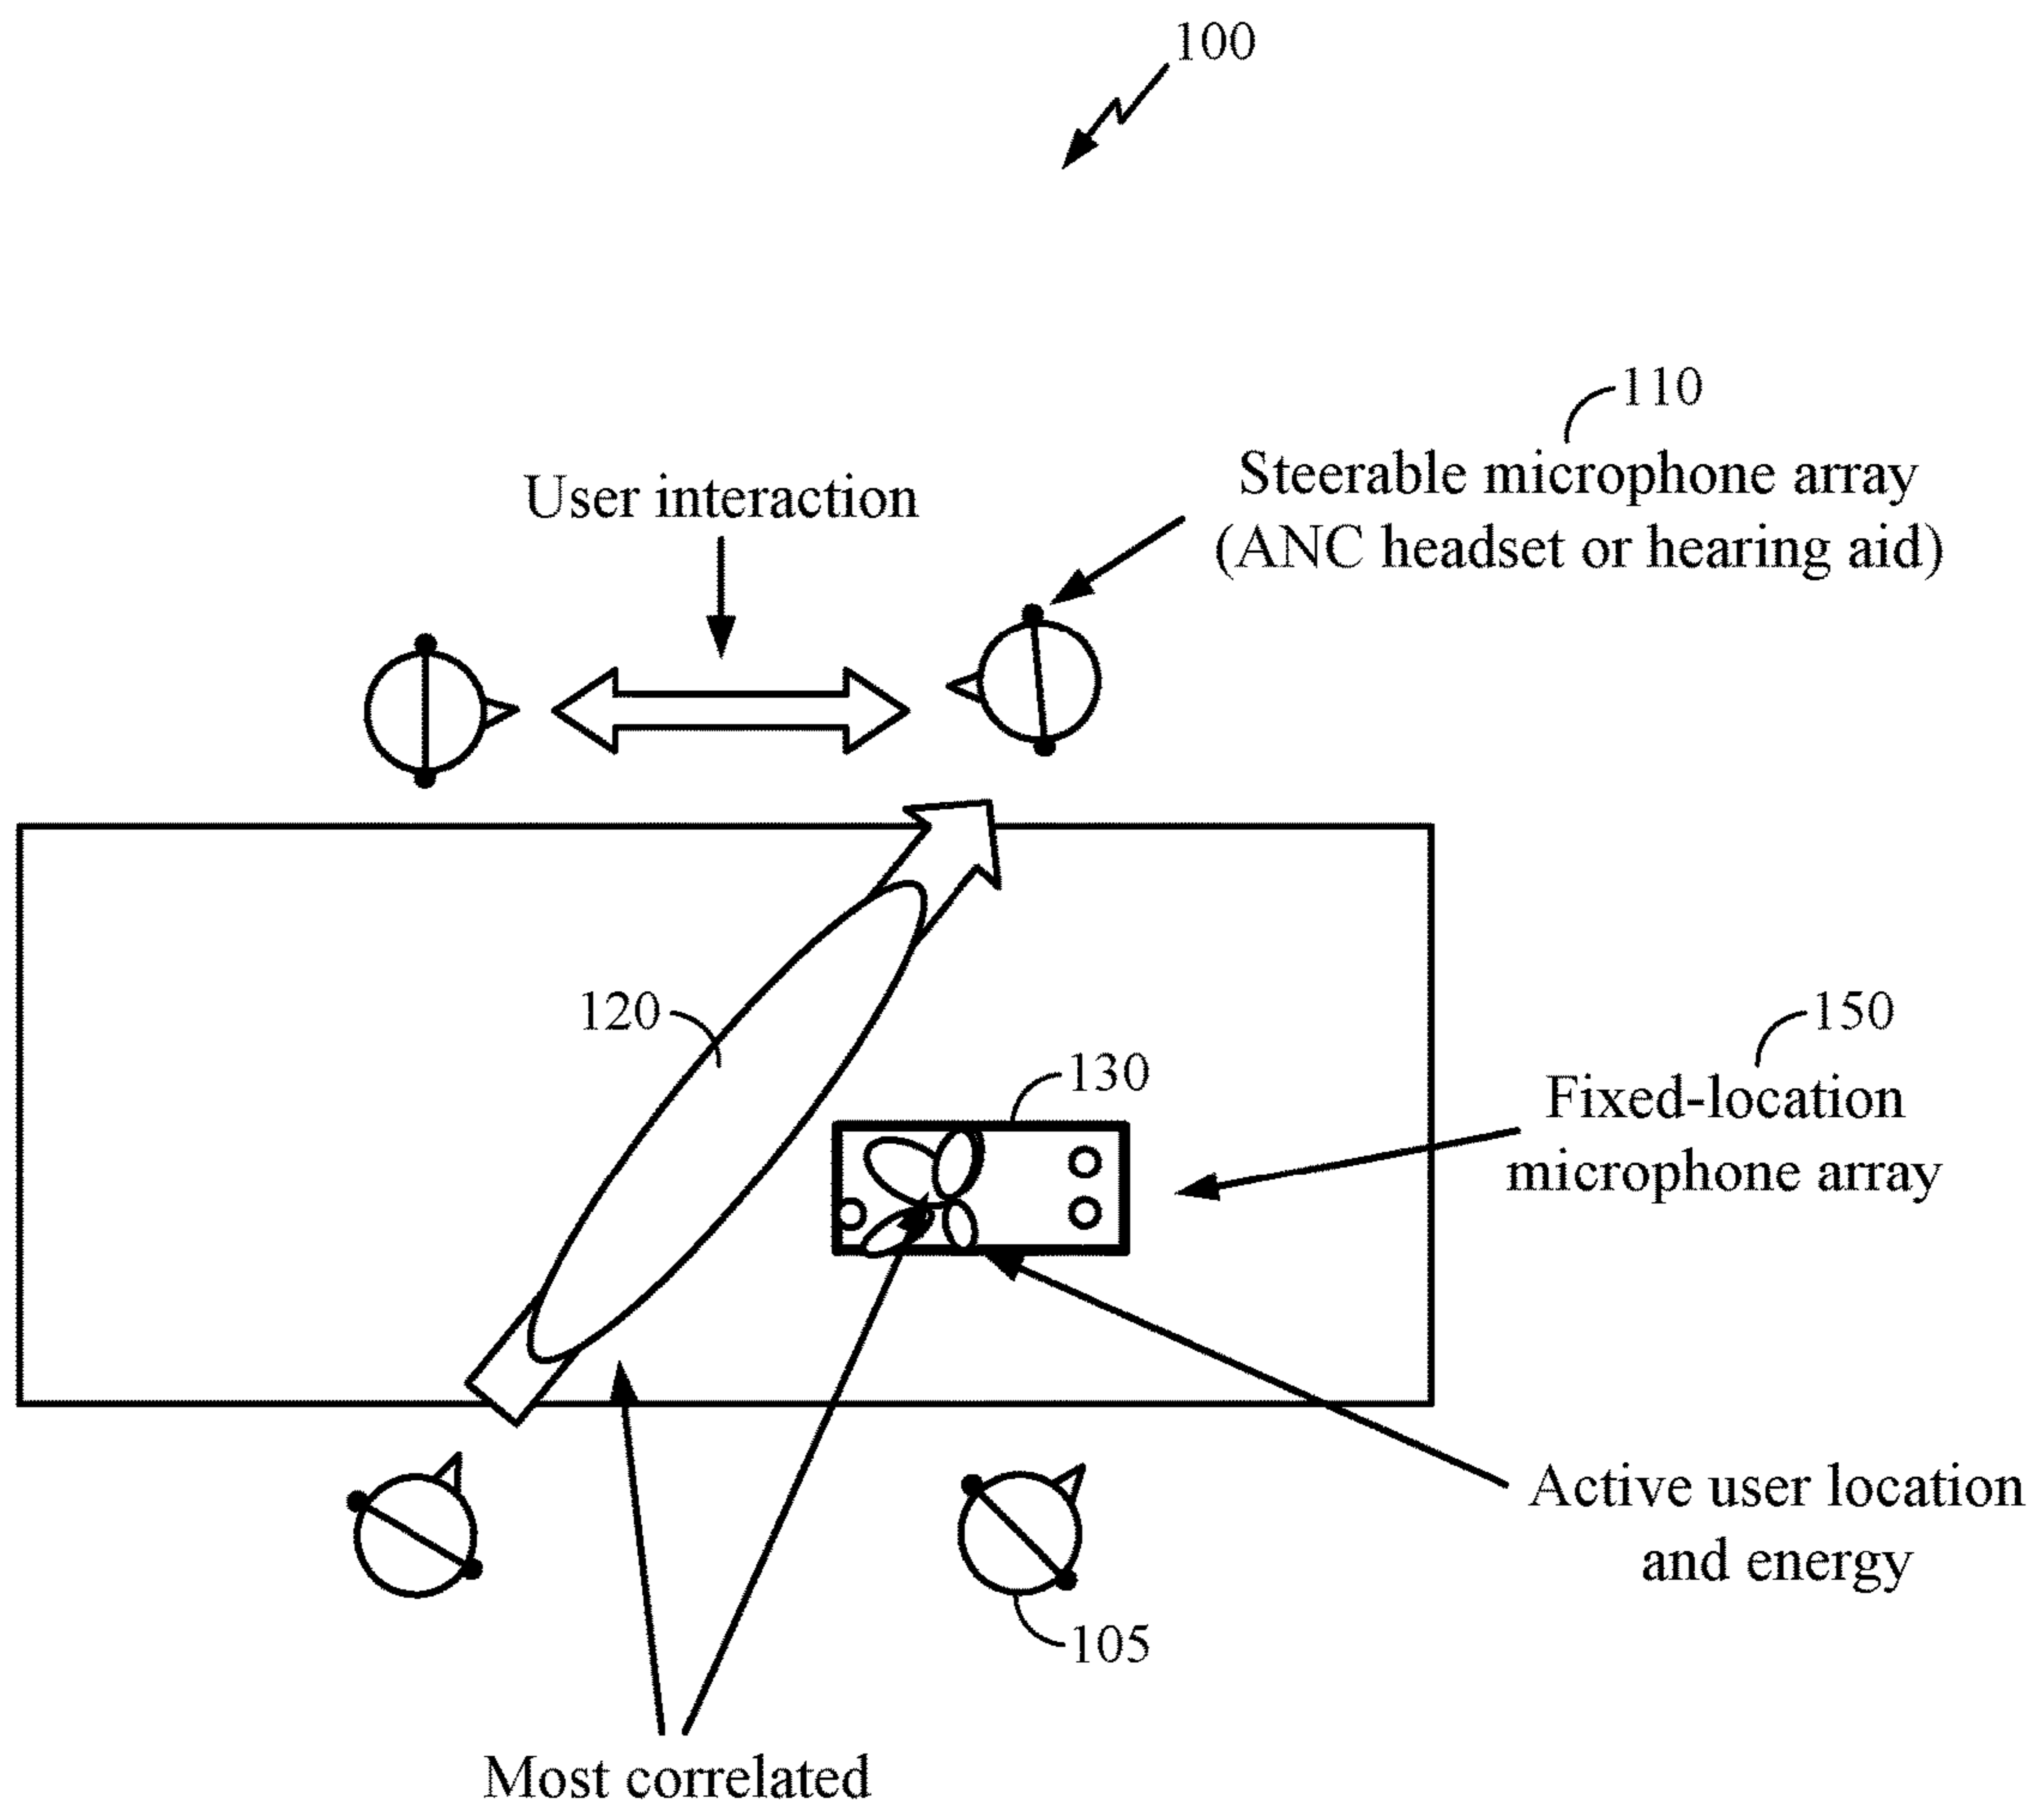 100
110
Steerable microphone array
(ANC headset or hearing aid)
User interaction
120
130
150
Fixed-location
microphone array
Active user location
and energy
105
Most correlated